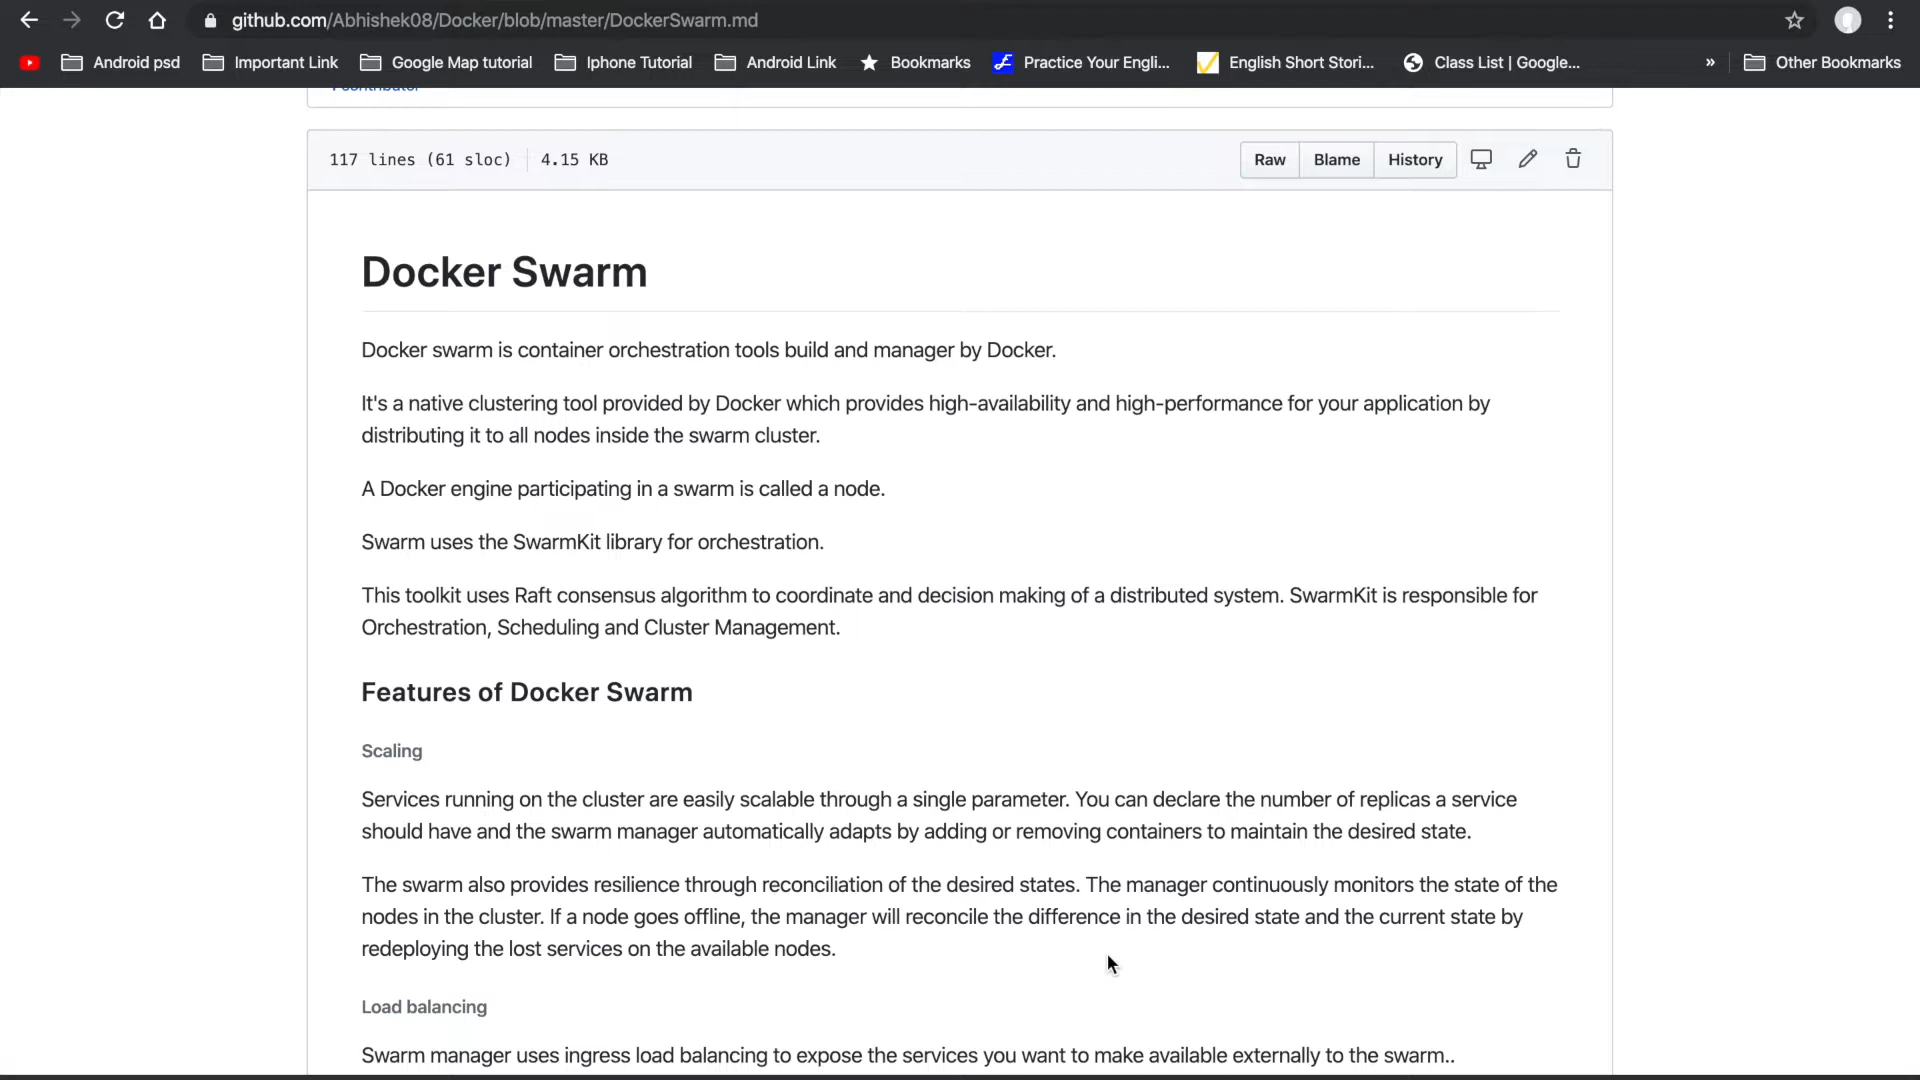 github.com/Abhishek08/Docker/blob/master/DockerSwarm.md
Android psd Important Link Google Map tutorial Iphone Tutorial Android Link Bookmarks Practice Your Engli... English Short Stori... Class List | Google... » Other Bookmarks
contributor
117 lines (61 sloc) 4.15 KB Raw Blame History
Docker Swarm
Docker swarm is container orchestration tools build and manager by Docker.
It's a native clustering tool provided by Docker which provides high-availability and high-performance for your application by
distributing it to all nodes inside the swarm cluster.
A Docker engine participating in a swarm is called a node.
Swarm uses the SwarmKit library for orchestration.
This toolkit uses Raft consensus algorithm to coordinate and decision making of a distributed system. SwarmKit is responsible for
Orchestration, Scheduling and Cluster Management.
Features of Docker Swarm
Scaling
Services running on the cluster are easily scalable through a single parameter. You can declare the number of replicas a service
should have and the swarm manager automatically adapts by adding or removing containers to maintain the desired state.
The swarm also provides resilience through reconciliation of the desired states. The manager continuously monitors the state of the
nodes in the cluster. If a node goes offline, the manager will reconcile the difference in the desired state and the current state by
redeploying the lost services on the available nodes.
Load balancing
Swarm manager uses ingress load balancing to expose the services you want to make available externally to the swarm..